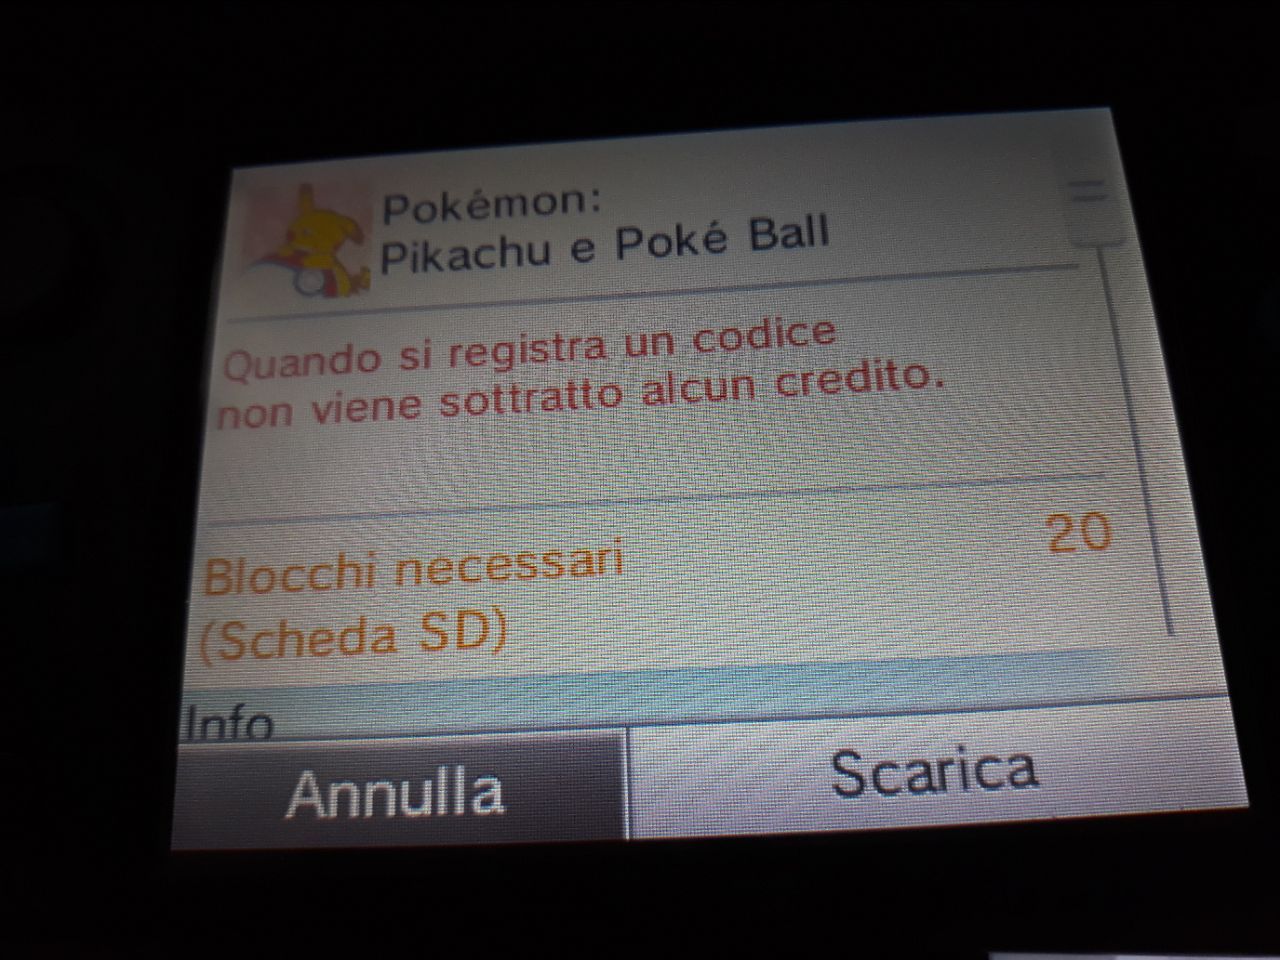 Pokémon:
Pikachu e Poké Ball
Quando si registra un codice
non viene sottratto alcun credito.
Blocchi necessari 20
(Scheda SD)
Info
Annulla
Scarica